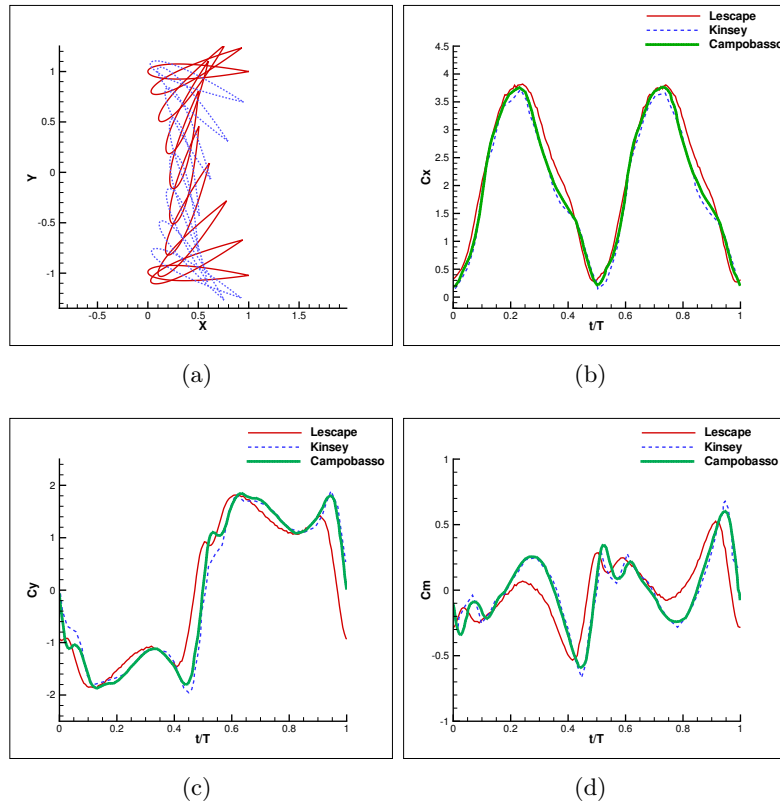 1
0.5
0
-0.5
-1
Y
-0.5 0 0.5 1 1.5
X
(a)
Lescape
Kinsey
Campobasso
4.5
4
3.5
3
2.5
2
1.5
1
0.5
0
Cx
0 0.2 0.4 0.6 0.8 1
t/T
(b)
Lescape
Kinsey
Campobasso
2
1
0
-1
-2
Cy
0 0.2 0.4 0.6 0.8 1
t/T
(c)
Lescape
Kinsey
Campobasso
1
0.5
0
-0.5
-1
Cm
0 0.2 0.4 0.6 0.8 1
t/T
(d)